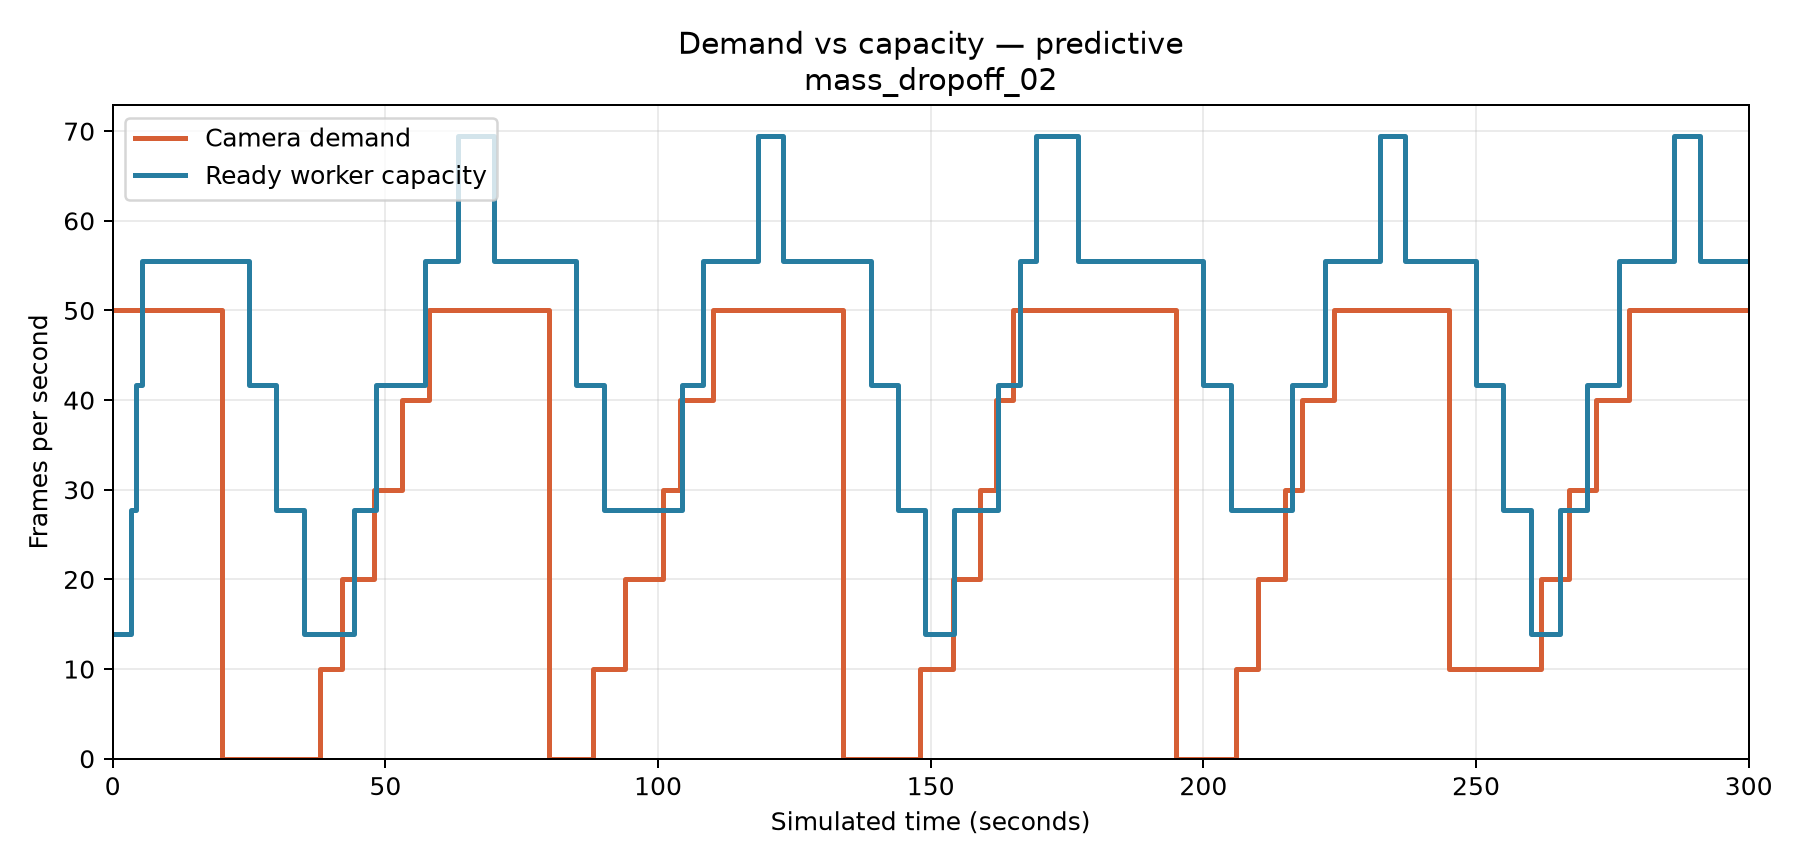 Demand vs capacity — predictive
mass_dropoff_02
Camera demand
Ready worker capacity
Frames per second
70
60
50
40
30
20
10
0
0 50 100 150 200 250 300
Simulated time (seconds)